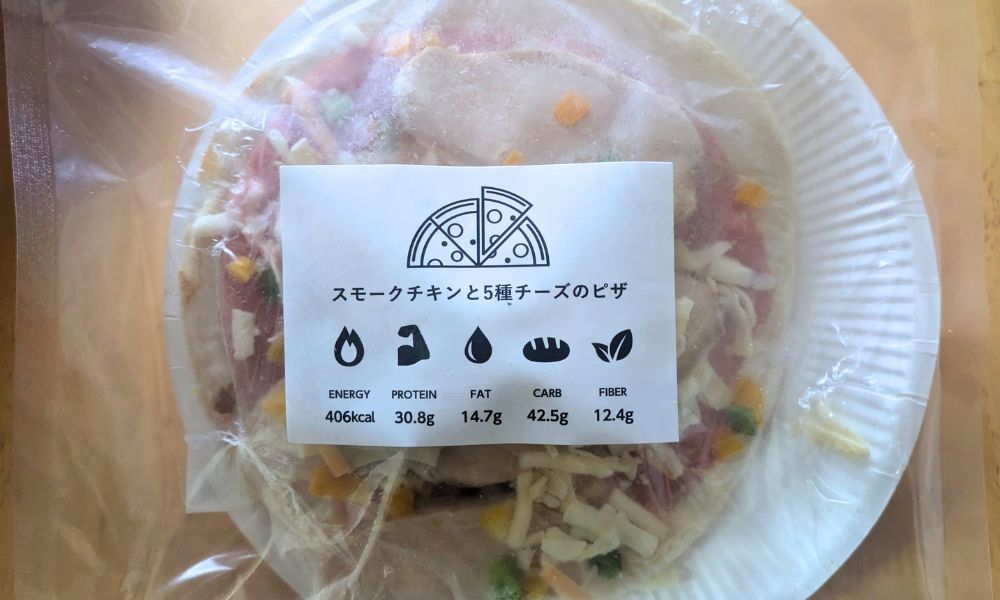 スモークチキンと5種チーズのピザ
ENERGY PROTEIN FAT CARB FIBER
406kcal 30.8g 14.7g 42.5g 12.4g